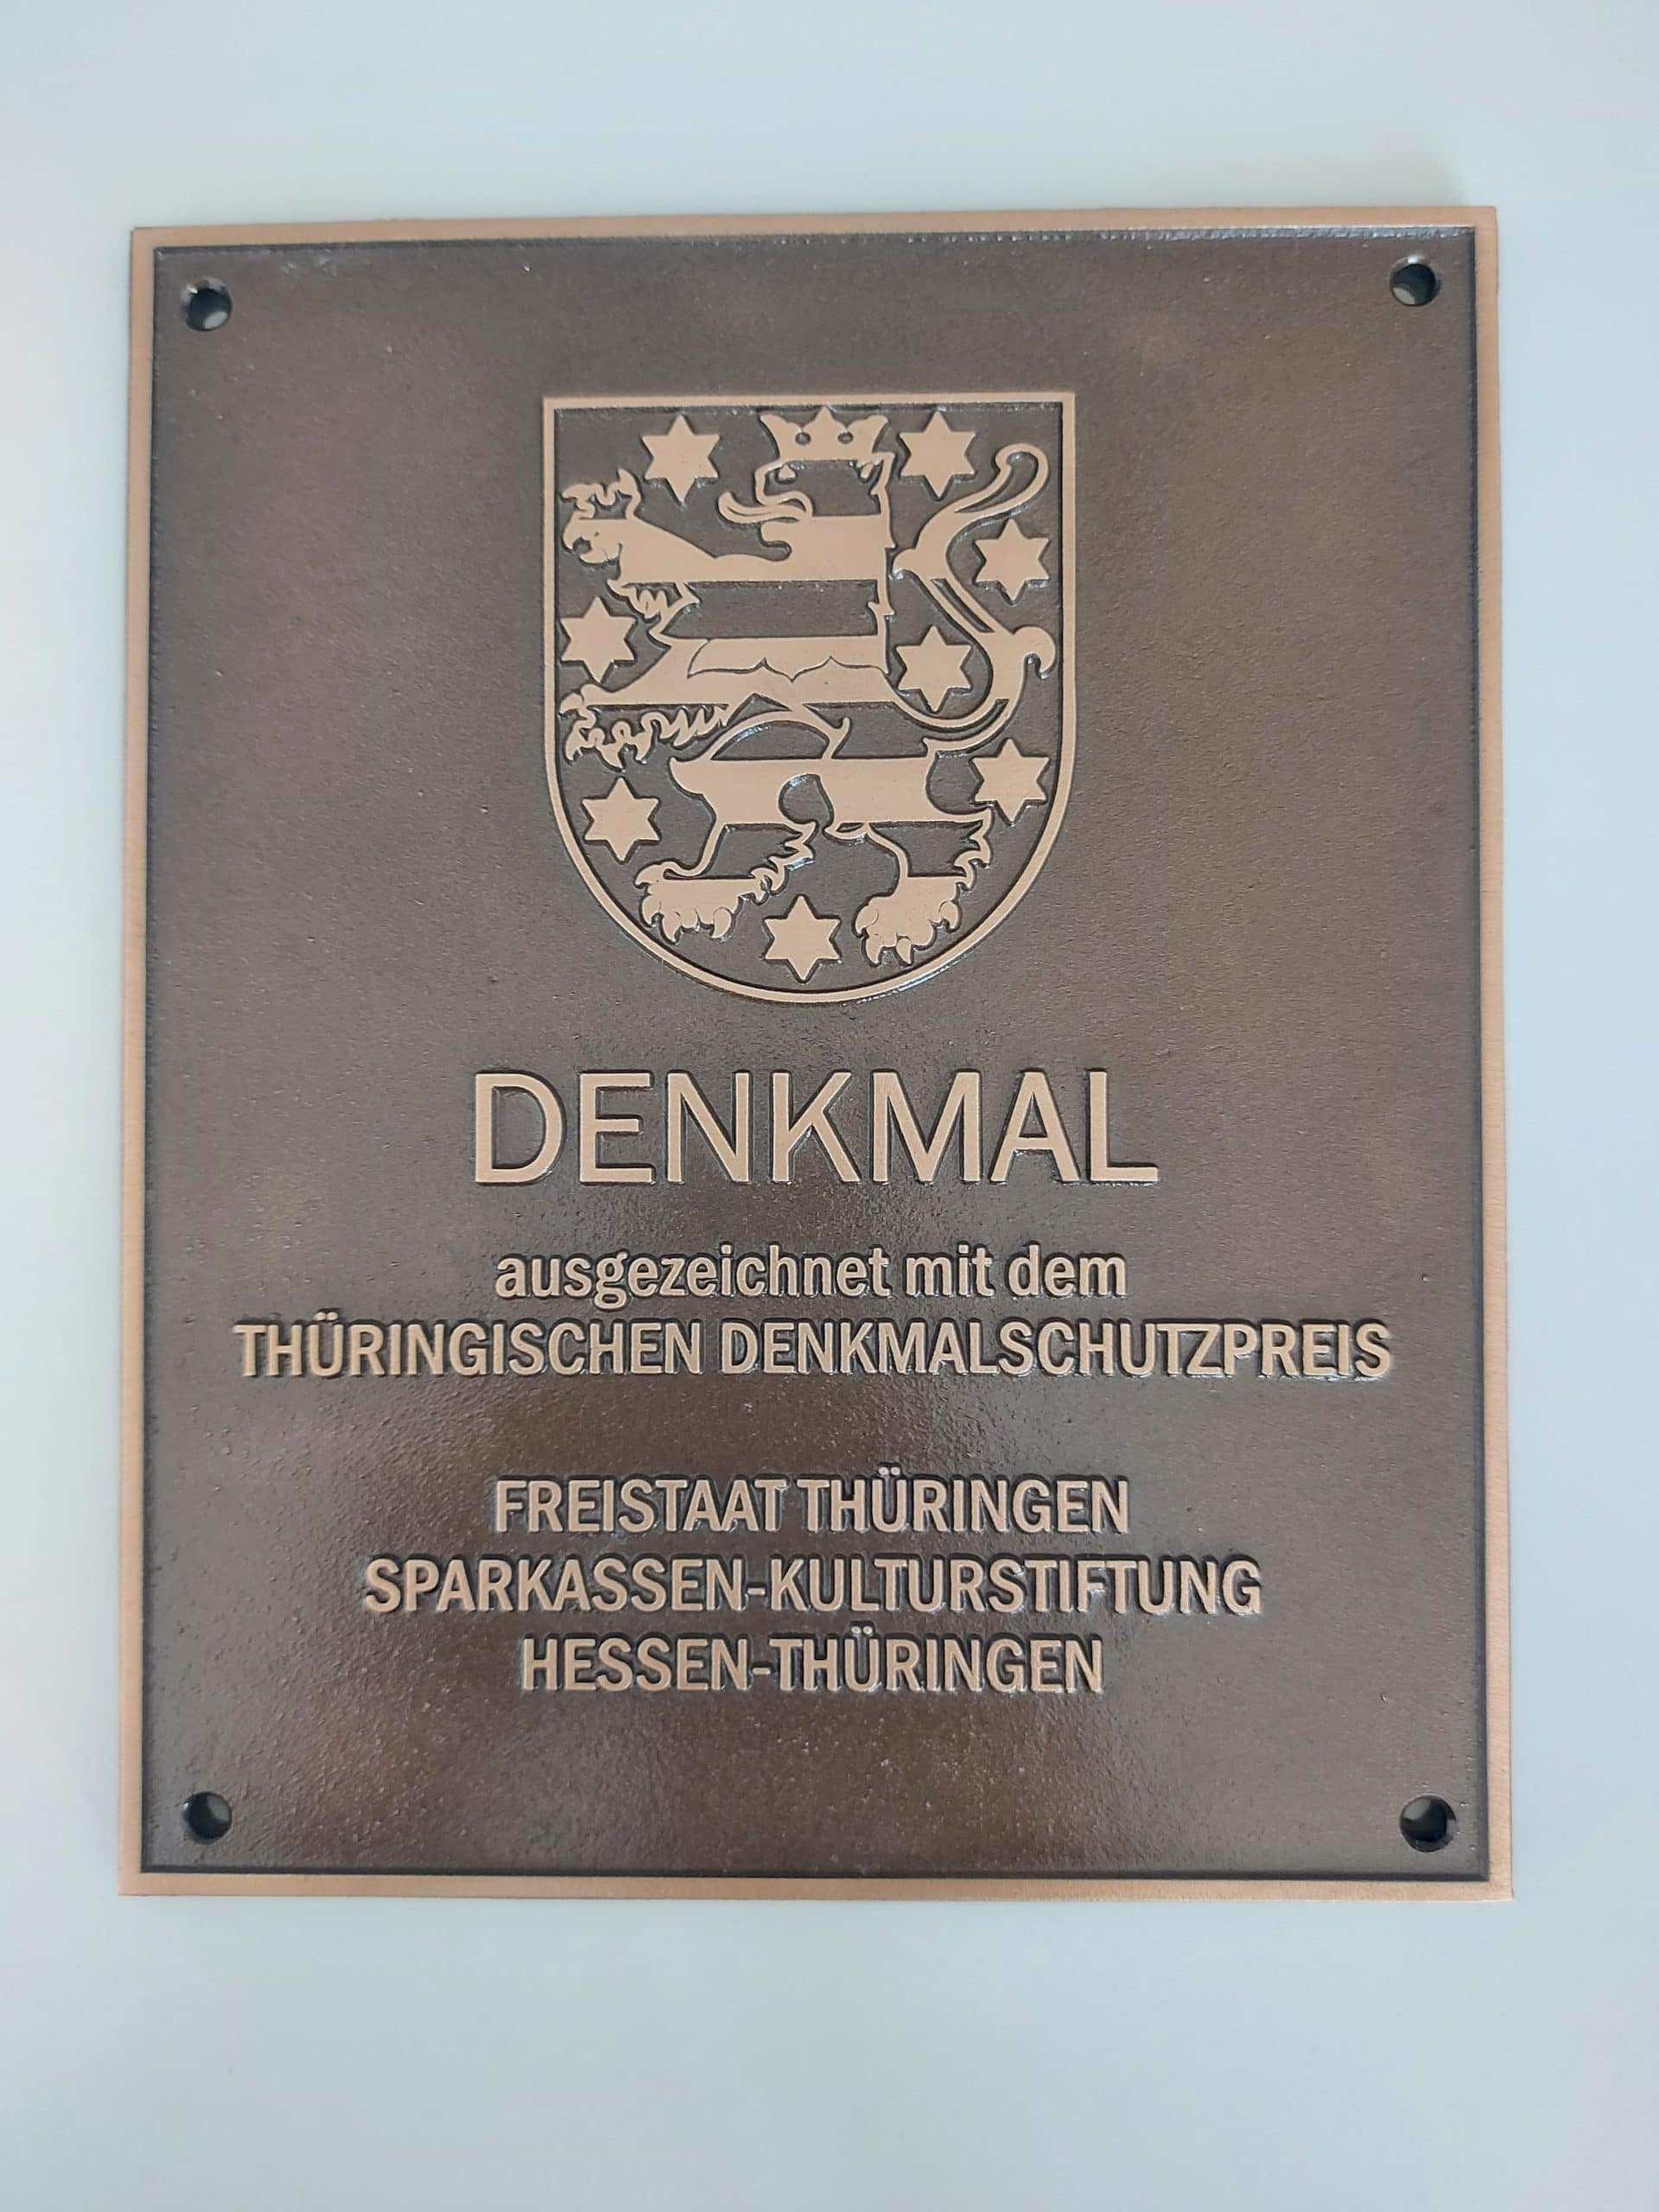 DENKMAL
ausgezeichnet mit dem
THÜRINGISCHEN DENKMALSCHUTZPREIS
FREISTAAT THÜRINGEN
SPARKASSEN-KULTURSTIFTUNG
HESSEN-THÜRINGEN